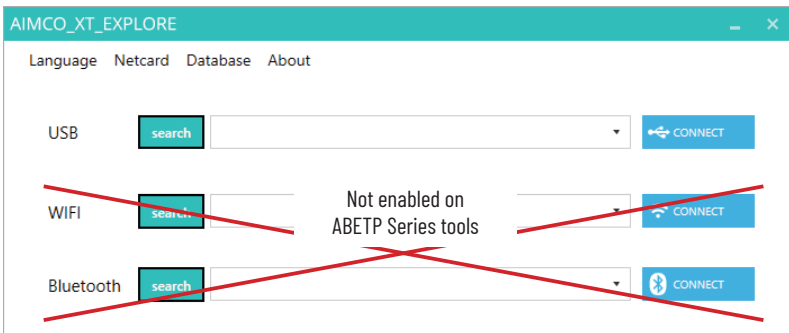 AIMCO_XT_EXPLORE
Language Netcard Database About
USB search CONNECT
Not enabled on
ABETP Series tools
WIFI search CONNECT
Bluetooth search CONNECT